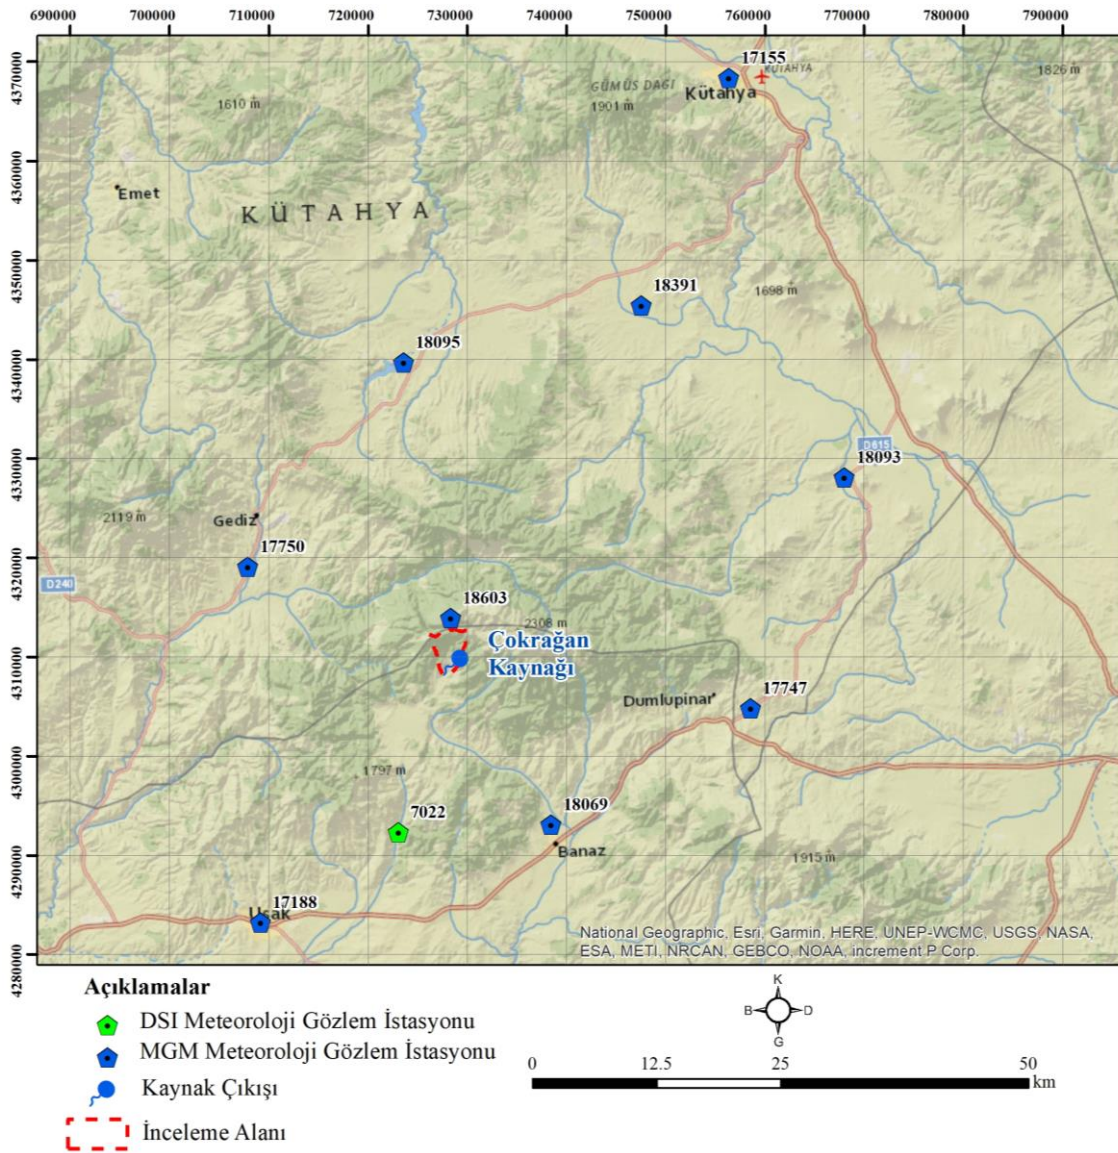 690000 700000 710000 720000 730000 740000 750000 760000 770000 780000 790000
4370000
4360000
4350000
4340000
4330000
4320000
4310000
4300000
4290000
4280000
17155
KÜTAHYA
Kütahya
GÜMÜŞ DAGI
1901 m
1826 m
1610 m
Emet
KÜTAHYA
18391
1698 m
18095
D615
18093
2119 m
Gediz
17750
D240
18603
2308 m
Çokrağan
Kaynağı
Dumlupinar
17747
1797 m
7022
18069
Banaz
1915 m
17188
Usak
National Geographic, Esri, Garmin, HERE, UNEP-WCMC, USGS, NASA,
ESA, METI, NRCAN, GEBCO, NOAA, increment P Corp.
Açıklamalar
DSI Meteoroloji Gözlem İstasyonu
MGM Meteoroloji Gözlem İstasyonu
Kaynak Çıkışı
İnceleme Alanı
K
B D
G
0 12.5 25 50
km